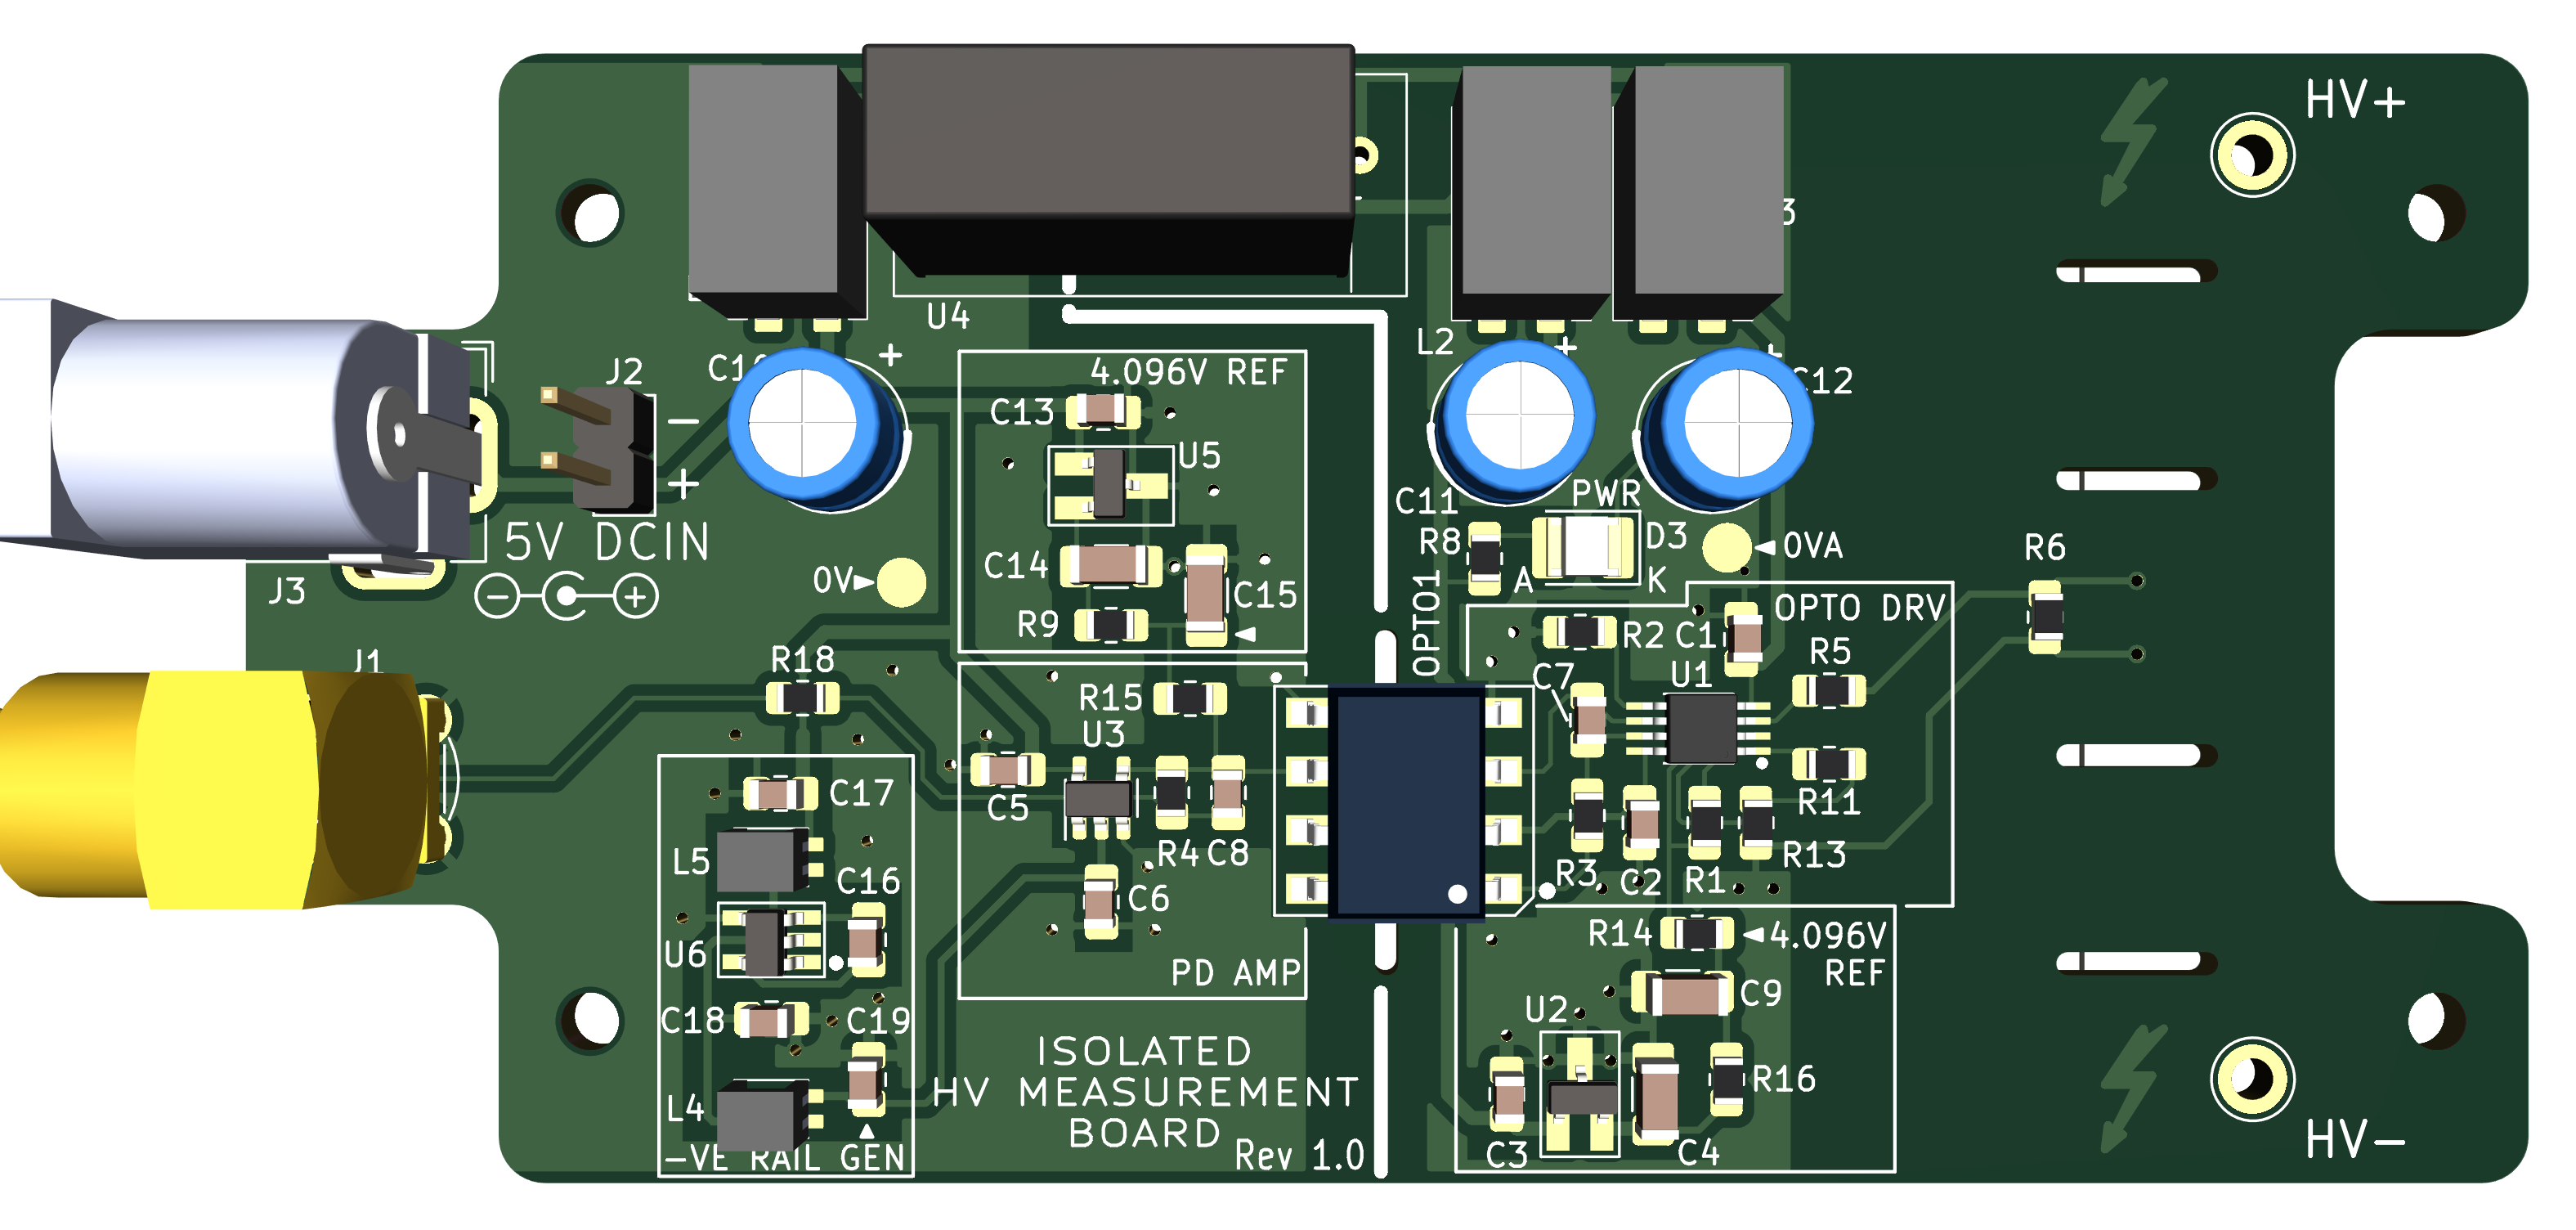 HV+
U4
L2
3
J2
-
+
C1
+
+
+
C12
4.096V REF
C13
U5
C14
C15
R9
C11
PWR
R8
D3
A
K
0VA
5V DCIN
J3
- +
0V
OPTO1
R6
OPTO DRV
R2
C1
R5
C7
U1
J1
R18
R15
U3
C5
R4
C8
C6
PD AMP
R11
R3
C2
R1
R13
C17
L5
C16
U6
C18
C19
L4
-VE RAIL GEN
R14
4.096V
REF
C9
U2
R16
C3
C4
ISOLATED
HV MEASUREMENT
BOARD
Rev 1.0
HV-